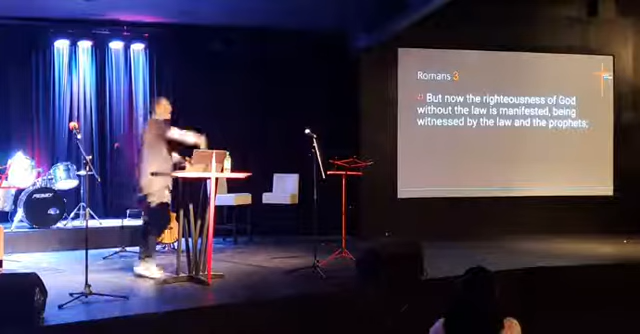 Romans 3
21 But now the righteousness of God
without the law is manifested, being
witnessed by the law and the prophets;